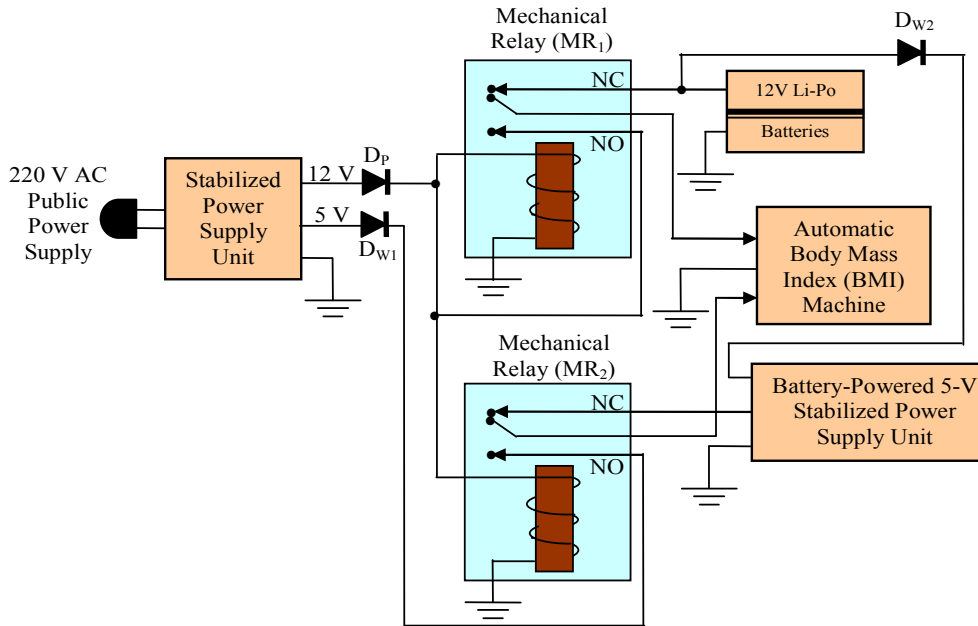 Mechanical
Relay (MR1)
DW2
NC
12V Li-Po
Batteries
NO
220 V AC
Public
Power
Supply
Stabilized
Power
Supply
Unit
12 V
DP
5 V
DW1
Automatic
Body Mass
Index (BMI)
Machine
Mechanical
Relay (MR2)
NC
NO
Battery-Powered 5-V
Stabilized Power
Supply Unit